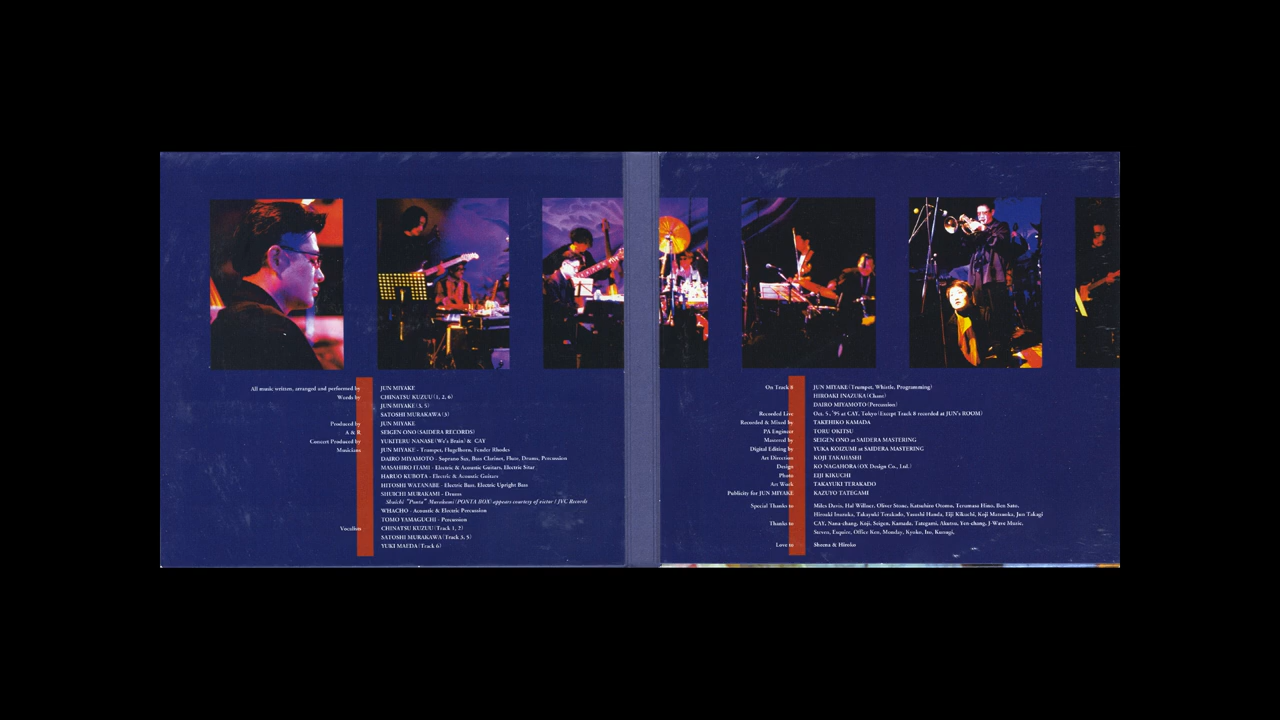 All music written, arranged and performed by JUN MIYAKE
Words by CHINATSU KUZUU (1, 2, 6)
JUN MIYAKE (3, 5)
SATOSHI MURAKAWA (3)
Produced by JUN MIYAKE
A & R SEIGEN ONO (SAIDERA RECORDS)
Concert Produced by YUKITERU NANASE (We's Brain) & CAY
Musicians JUN MIYAKE - Trumpet, Flugelhorn, Fender Rhodes
DAIRO MIYAMOTO - Soprano Sax, Bass Clarinet, Flute, Drums, Percussion
MASAHIRO ITAMI - Electric & Acoustic Guitars, Electric Sitar
HARUO KUBOTA - Electric & Acoustic Guitars
HITOSHI WATANABE - Electric Bass, Electric Upright Bass
SHUICHI MURAKAMI - Drums
Shuichi "Ponta" Murakami (PONTA BOX) appears courtesy of victor / JVC Records
WHACHO - Acoustic & Electric Percussion
TOMO YAMAGUCHI - Percussion
Vocalists CHINATSU KUZUU (Track 1, 2)
SATOSHI MURAKAWA (Track 3, 5)
YUKI MAEDA (Track 6)
On Track 8 JUN MIYAKE (Trumpet, Whistle, Programming)
HIROAKI INAZUKA (Chant)
DAIRO MIYAMOTO (Percussion)
Recorded Live Oct. 5, '95 at CAY, Tokyo (Except Track 8 recorded at JUN's ROOM)
Recorded & Mixed by TAKEHIKO KAMADA
PA Engineer TORU OKITSU
Mastered by SEIGEN ONO at SAIDERA MASTERING
Digital Editing by YUKA KOIZUMI at SAIDERA MASTERING
Art Direction KOJI TAKAHASHI
Design KO NAGAHORA (OX Design Co., Ltd.)
Photo EIJI KIKUCHI
Art Work TAKAYUKI TERAKADO
Publicity for JUN MIYAKE KAZUYO TATEGAMI
Special Thanks to Miles Davis, Hal Willner, Oliver Stone, Katsuhiro Otomo, Terumasa Hino, Ben Sato,
Hiroaki Inazuka, Takayuki Terakado, Yasushi Handa, Eiji Kikuchi, Koji Matsuoka, Jun Takagi
Thanks to CAY, Nana-chang, Koji, Seigen, Kamada, Tategami, Akutsu, Yen-chang, J-Wave Music,
Steven, Esquire, Office Ken, Monday, Kyoko, Ito, Kunugi,
Love to Sheena & Hiroko